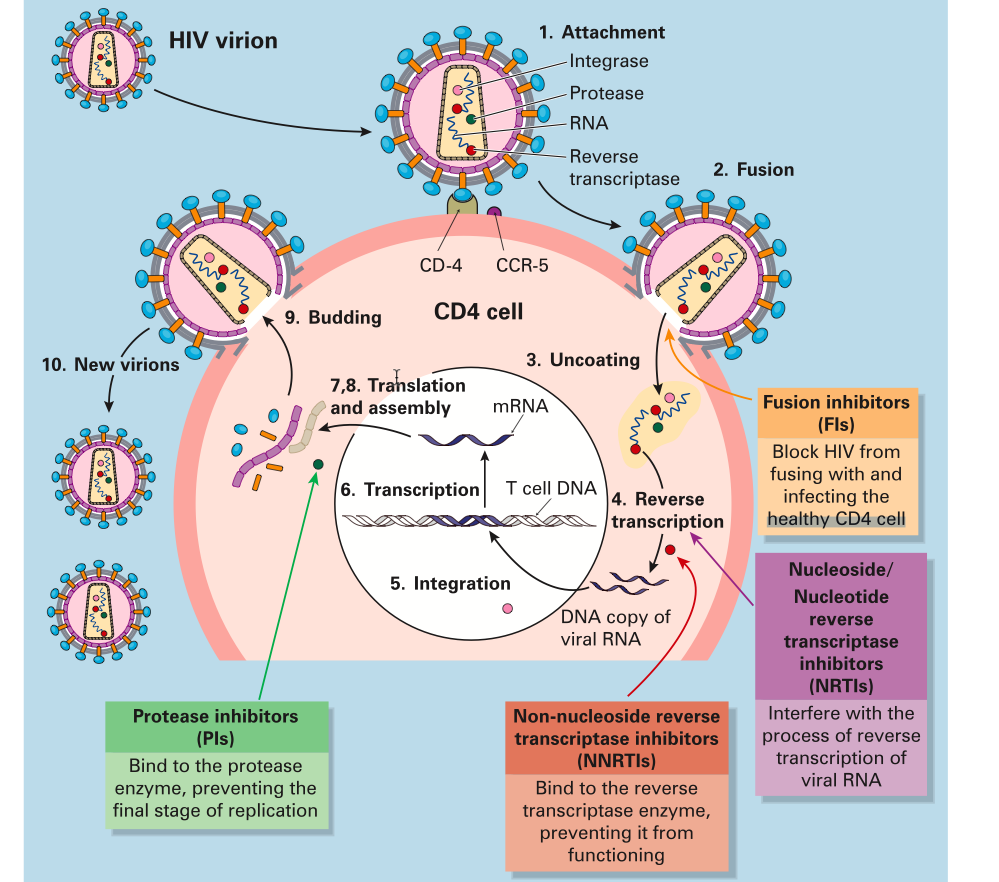 HIV virion
1. Attachment
Integrase
Protease
RNA
Reverse
transcriptase
2. Fusion
CD-4
CCR-5
CD4 cell
9. Budding
3. Uncoating
10. New virions
7,8. Translation
and assembly
mRNA
Fusion inhibitors
(FIs)
Block HIV from
fusing with and
infecting the
healthy CD4 cell
6. Transcription
T cell DNA
4. Reverse
transcription
5. Integration
DNA copy of
viral RNA
Nucleoside/
Nucleotide
reverse
transcriptase
inhibitors
(NRTIs)
Interfere with the
process of reverse
transcription of
viral RNA
Protease inhibitors
(PIs)
Bind to the protease
enzyme, preventing the
final stage of replication
Non-nucleoside reverse
transcriptase inhibitors
(NNRTIs)
Bind to the reverse
transcriptase enzyme,
preventing it from
functioning